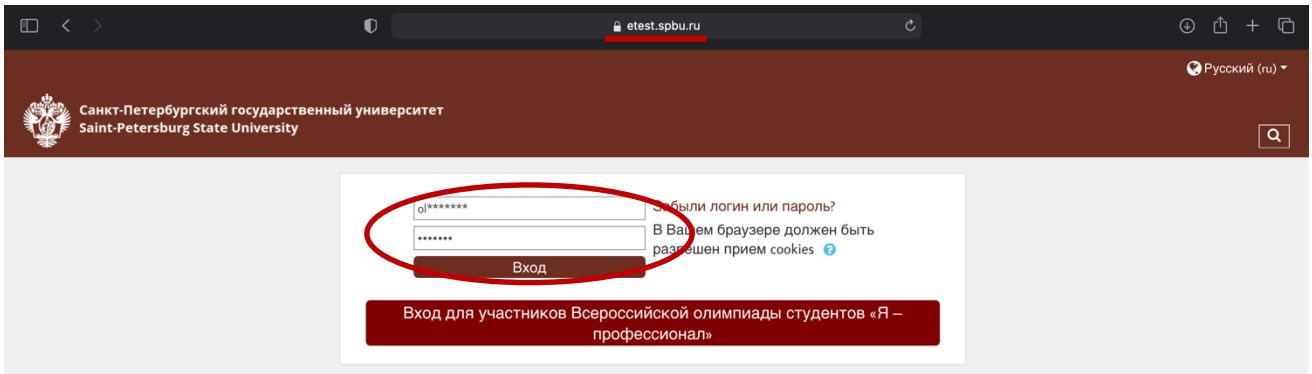 etest.spbu.ru
Русский (ru)
Санкт-Петербургский государственный университет
Saint-Petersburg State University
ol*******
Забыли логин или пароль?
•••••••
В Вашем браузере должен быть
разрешен прием cookies ?
Вход
Вход для участников Всероссийской олимпиады студентов «Я –
профессионал»